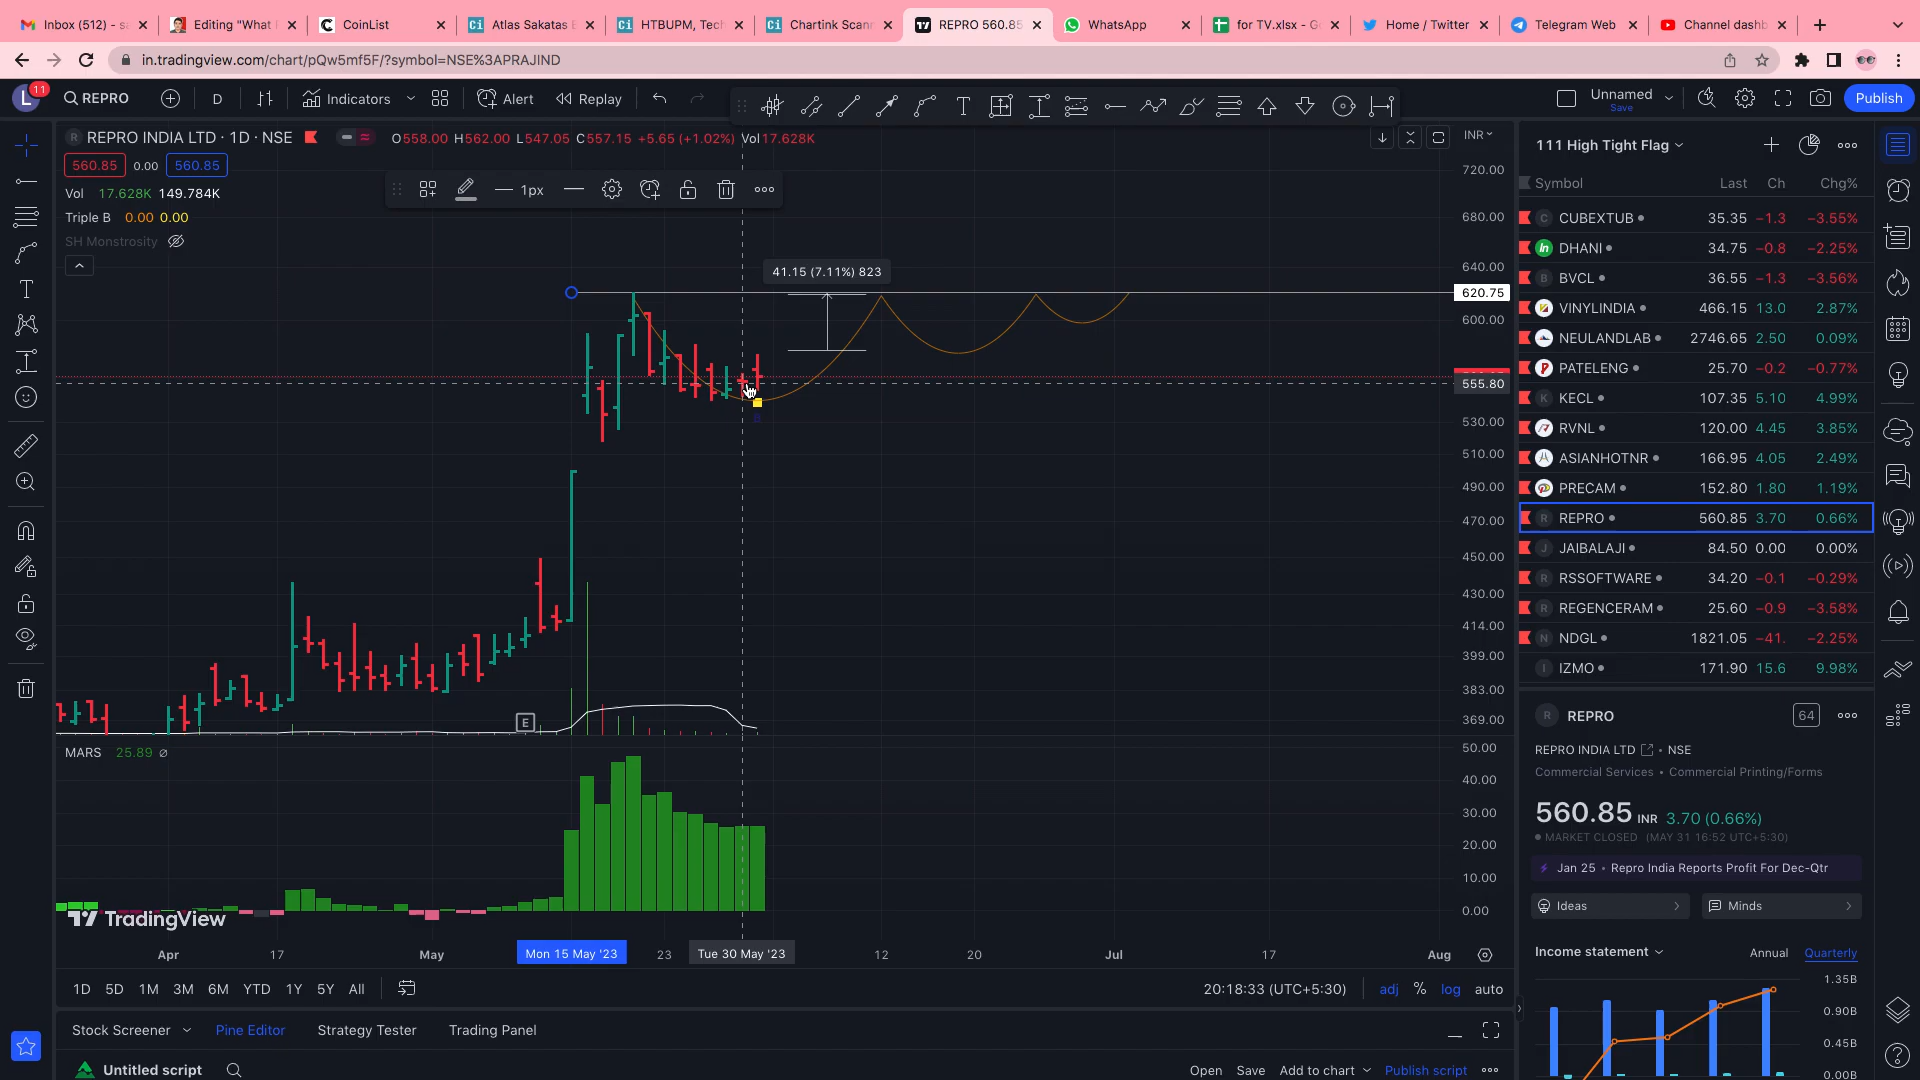 Inbox (512) - sa
Editing "What I
CoinList
Atlas Sakatas E
HTBUPM, Tech
Chartink Scann
REPRO 560.85
WhatsApp
for TV.xlsx - Go
Home / Twitter
Telegram Web
Channel dashb
in.tradingview.com/chart/pQw5mf5F/?symbol=NSE%3APRAJIND
L 11 REPRO D Indicators Alert Replay
Unnamed
Save
Publish
REPRO INDIA LTD · 1D · NSE O558.00 H562.00 L547.05 C557.15 +5.65 (+1.02%) Vol17.628K
INR
560.85 0.00 560.85
Vol 17.628K 149.784K
Triple B 0.00 0.00
SH Monstrosity
1px
41.15 (7.11%) 823
720.00
680.00
640.00
620.75
600.00
555.80
530.00
510.00
490.00
470.00
450.00
430.00
414.00
399.00
383.00
369.00
E
MARS 25.89
50.00
40.00
30.00
20.00
10.00
0.00
TradingView
Apr 17 May Mon 15 May '23 23 Tue 30 May '23 12 20 Jul 17 Aug
1D 5D 1M 3M 6M YTD 1Y 5Y All
20:18:33 (UTC+5:30) adj % log auto
Stock Screener Pine Editor Strategy Tester Trading Panel
Untitled script
Open Save Add to chart Publish script
111 High Tight Flag
Symbol Last Ch Chg%
CUBEXTUB 35.35 −1.3 −3.55%
DHANI 34.75 −0.8 −2.25%
BVCL 36.55 −1.3 −3.56%
VINYLINDIA 466.15 13.0 2.87%
NEULANDLAB 2746.65 2.50 0.09%
PATELENG 25.70 −0.2 −0.77%
KECL 107.35 5.10 4.99%
RVNL 120.00 4.45 3.85%
ASIANHOTNR 166.95 4.05 2.49%
PRECAM 152.80 1.80 1.19%
REPRO 560.85 3.70 0.66%
JAIBALAJI 84.50 0.00 0.00%
RSSOFTWARE 34.20 −0.1 −0.29%
REGENCERAM 25.60 −0.9 −3.58%
NDGL 1821.05 −41. −2.25%
IZMO 171.90 15.6 9.98%
R REPRO 64
REPRO INDIA LTD • NSE
Commercial Services • Commercial Printing/Forms
560.85 INR 3.70 (0.66%)
MARKET CLOSED (MAY 31 16:52 UTC+5:30)
Jan 25 • Repro India Reports Profit For Dec-Qtr
Ideas Minds
Income statement Annual Quarterly
1.35B
0.90B
0.45B
0.00B